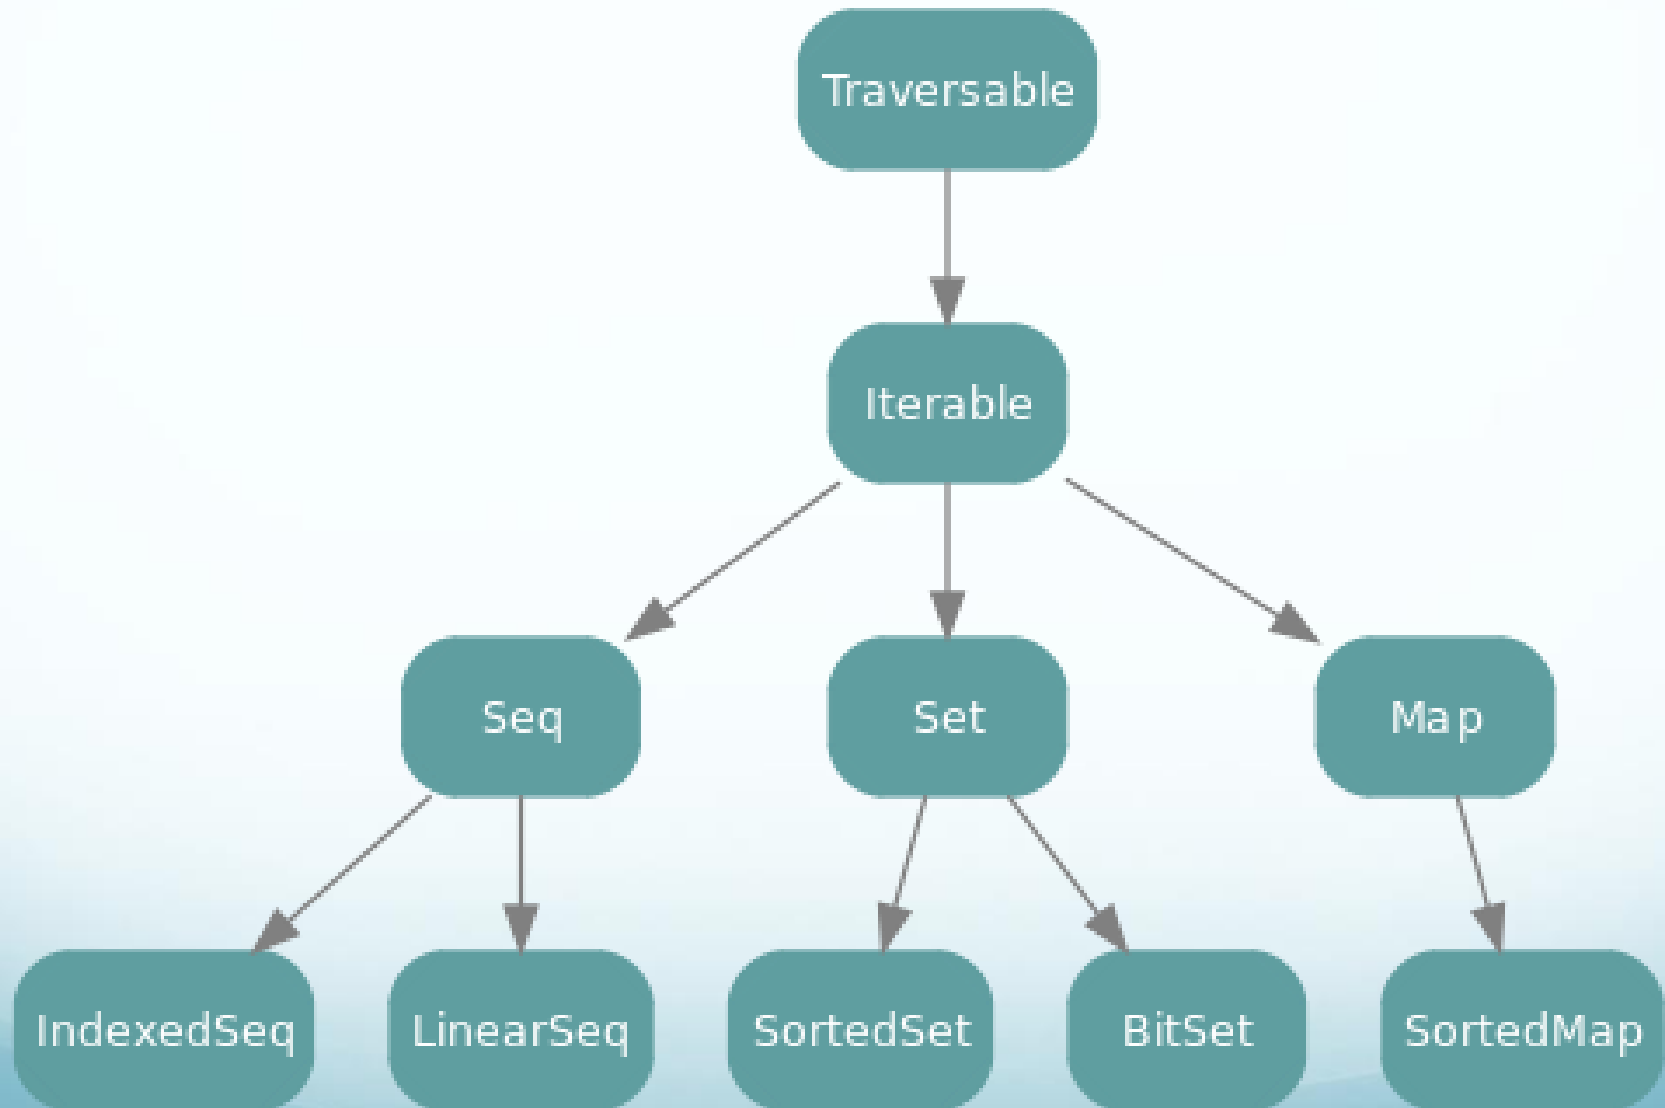 Traversable
Iterable
Seq
Set
Map
IndexedSeq
LinearSeq
SortedSet
BitSet
SortedMap